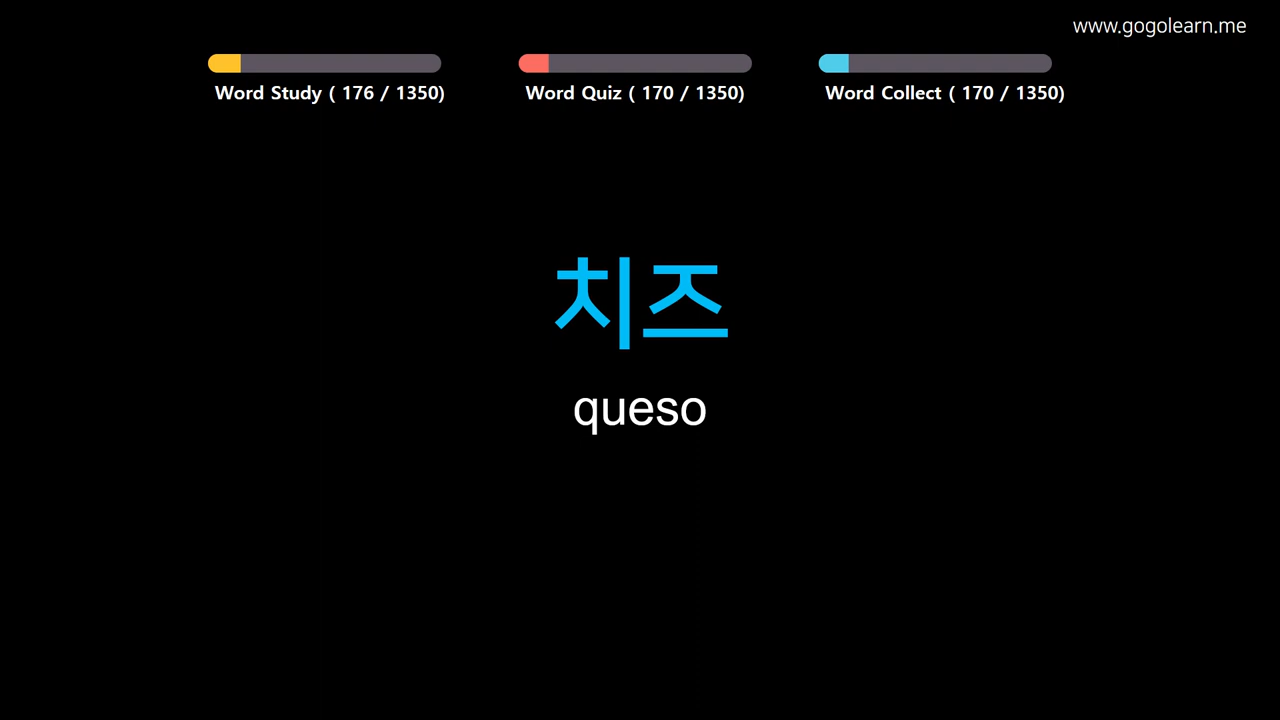 www.gogolearn.me
Word Study ( 176 / 1350)
Word Quiz ( 170 / 1350)
Word Collect ( 170 / 1350)
치즈
queso